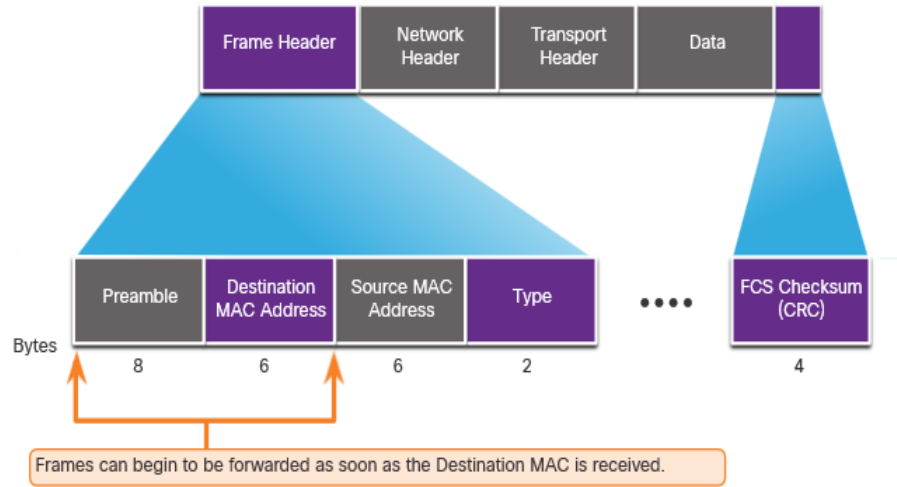 Frame Header
Network
Header
Transport
Header
Data
Preamble
Destination
MAC Address
Source MAC
Address
Type
FCS Checksum
(CRC)
Bytes
8
6
6
2
4
Frames can begin to be forwarded as soon as the Destination MAC is received.